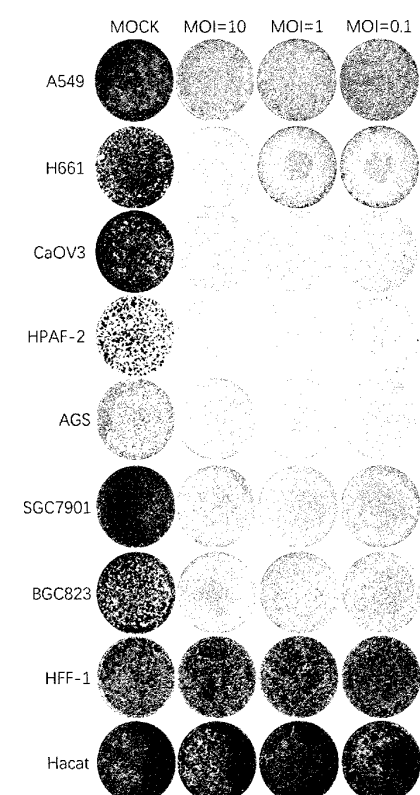 MOCK MOI=10 MOI=1 MOI=0.1
A549
H661
CaOV3
HPAF-2
AGS
SGC7901
BGC823
HFF-1
Hacat